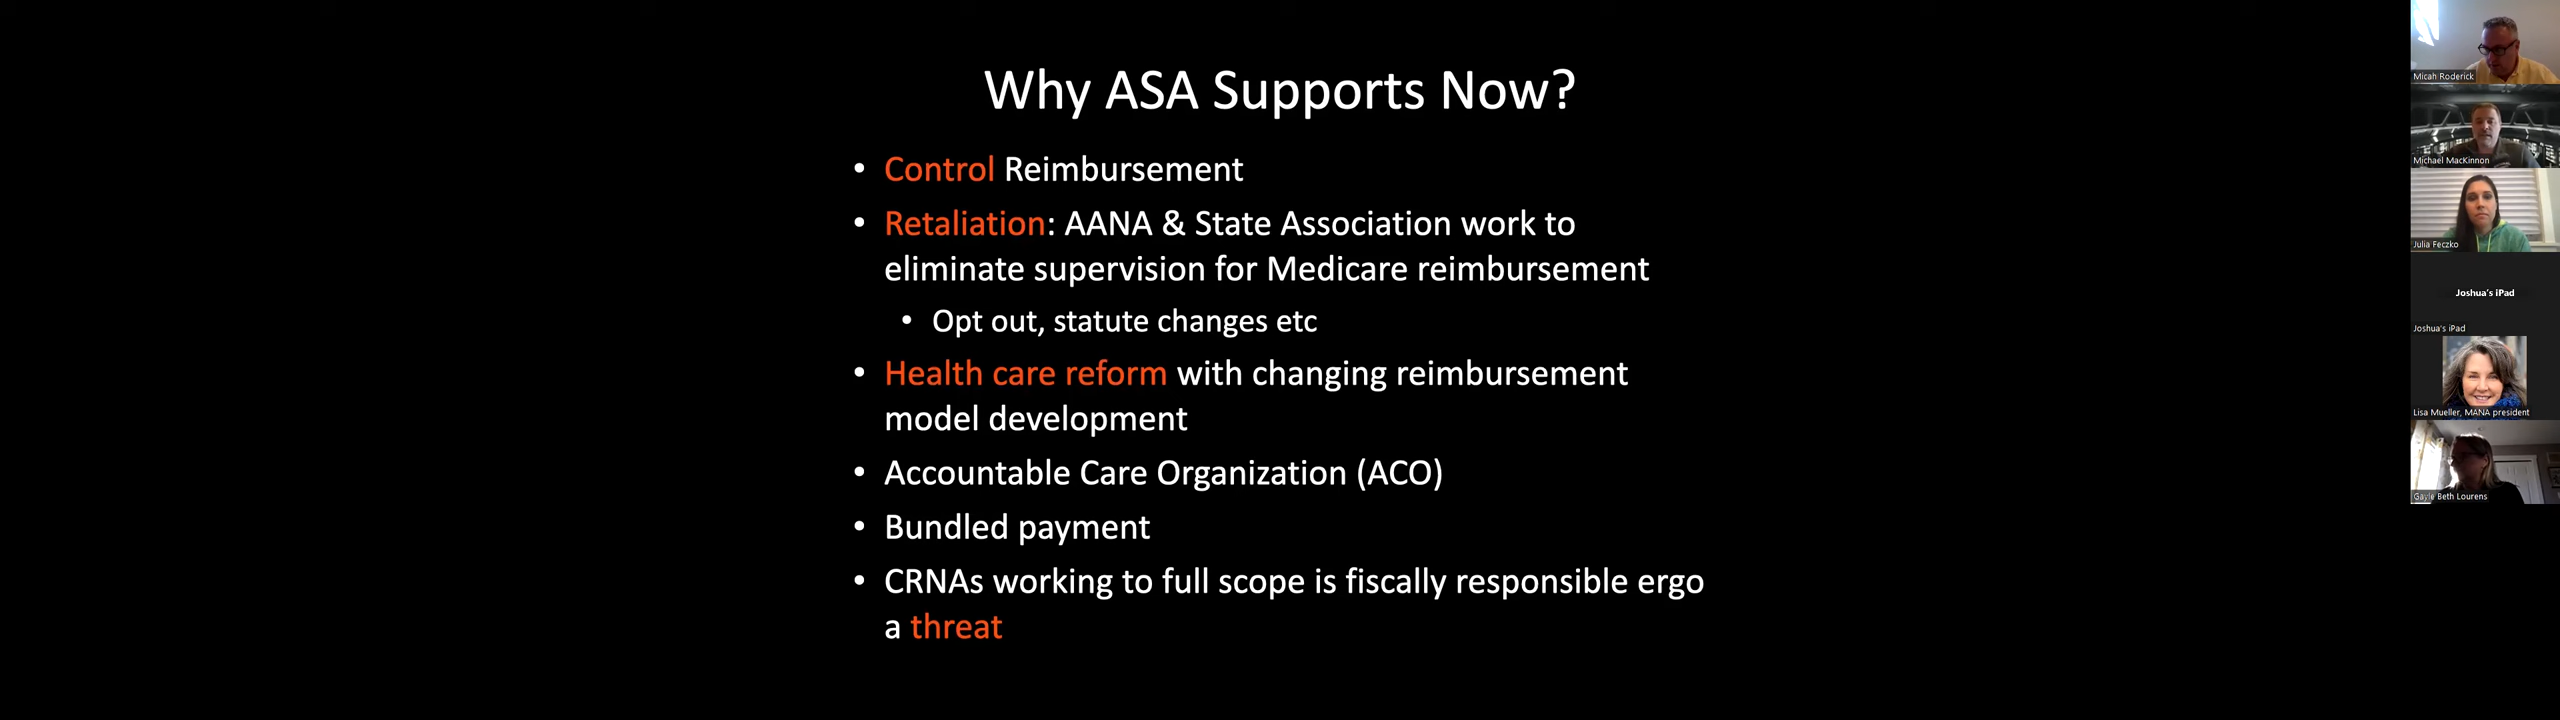 Why ASA Supports Now?
• Control Reimbursement
• Retaliation: AANA & State Association work to
eliminate supervision for Medicare reimbursement
• Opt out, statute changes etc
• Health care reform with changing reimbursement
model development
• Accountable Care Organization (ACO)
• Bundled payment
• CRNAs working to full scope is fiscally responsible ergo
a threat
Micah Roderick
Michael MacKinnon
Julia Feczko
Joshua's iPad
Joshua's iPad
Lisa Mueller, MANA president
Gayle Beth Lourens